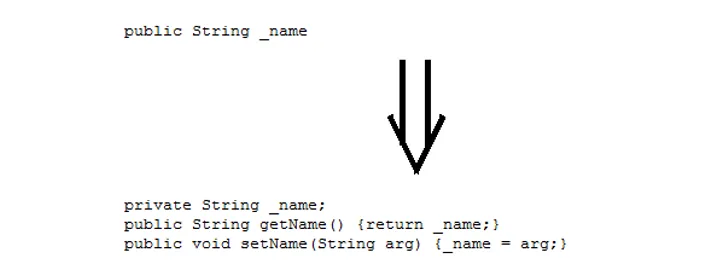 public String _name
private String _name;
public String getName() {return _name;}
public void setName(String arg) {_name = arg;}